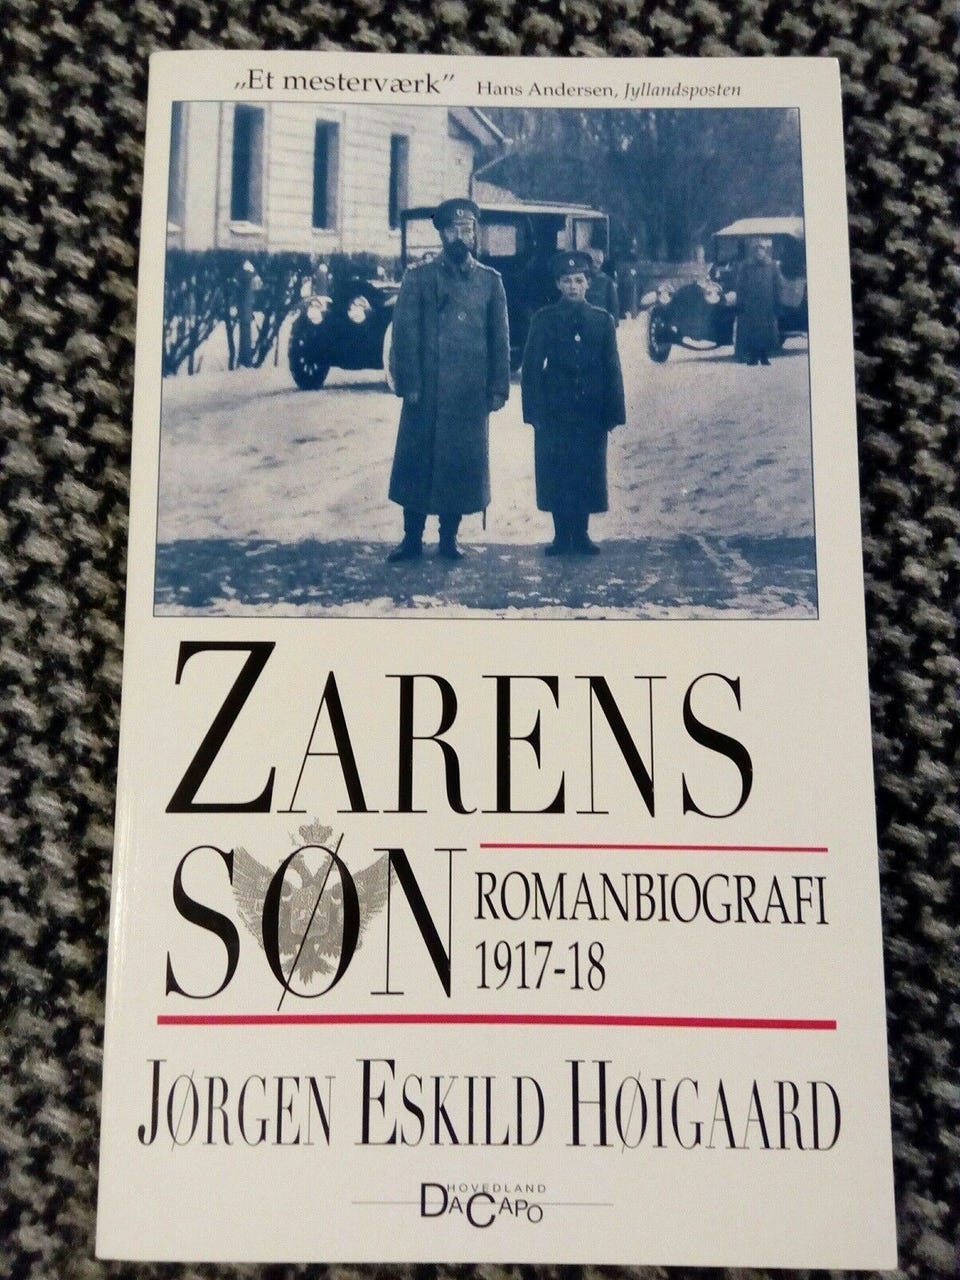 „Et mesterværk” Hans Andersen, Jyllandsposten
ZARENS
SØN
ROMANBIOGRAFI
1917-18
JØRGEN ESKILD HØIGAARD
HOVEDLAND
DACAPO